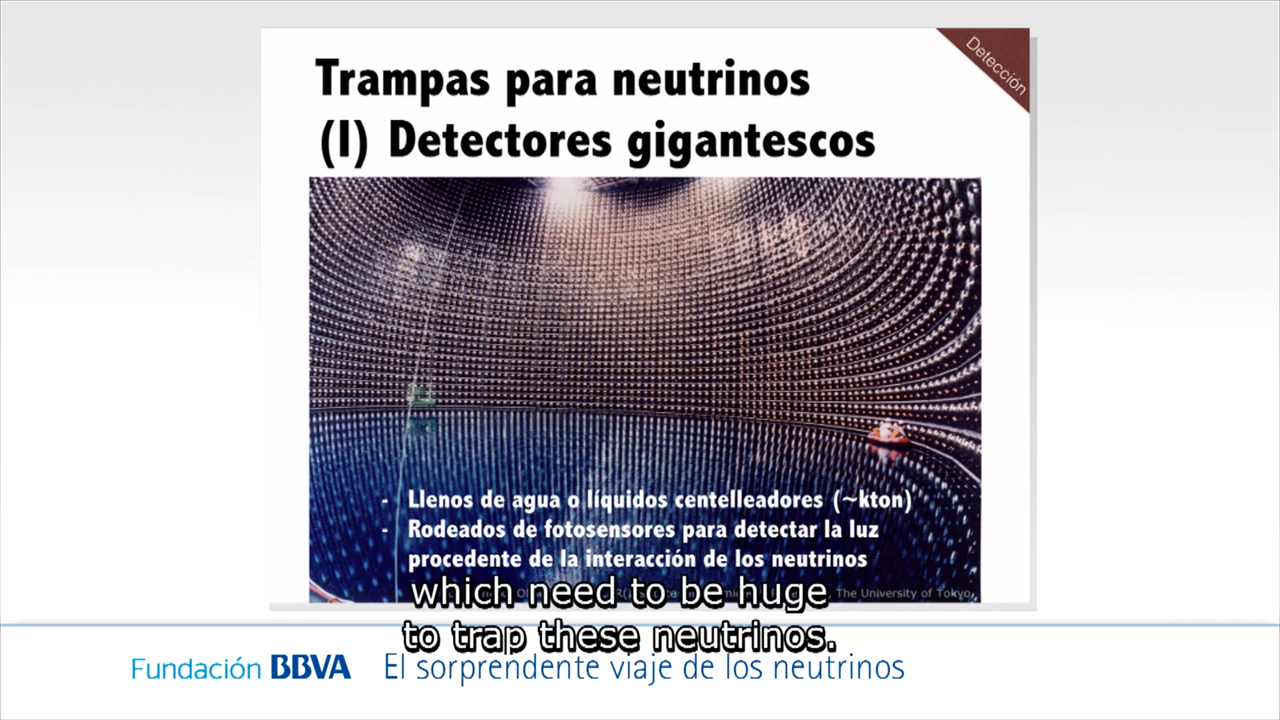 Detección
Trampas para neutrinos
(I) Detectores gigantescos
- Llenos de agua o líquidos centelleadores (~kton)
- Rodeados de fotosensores para detectar la luz
procedente de la interacción de los neutrinos
The University of Tokyo
which need to be huge
to trap these neutrinos.
Fundación BBVA
El sorprendente viaje de los neutrinos